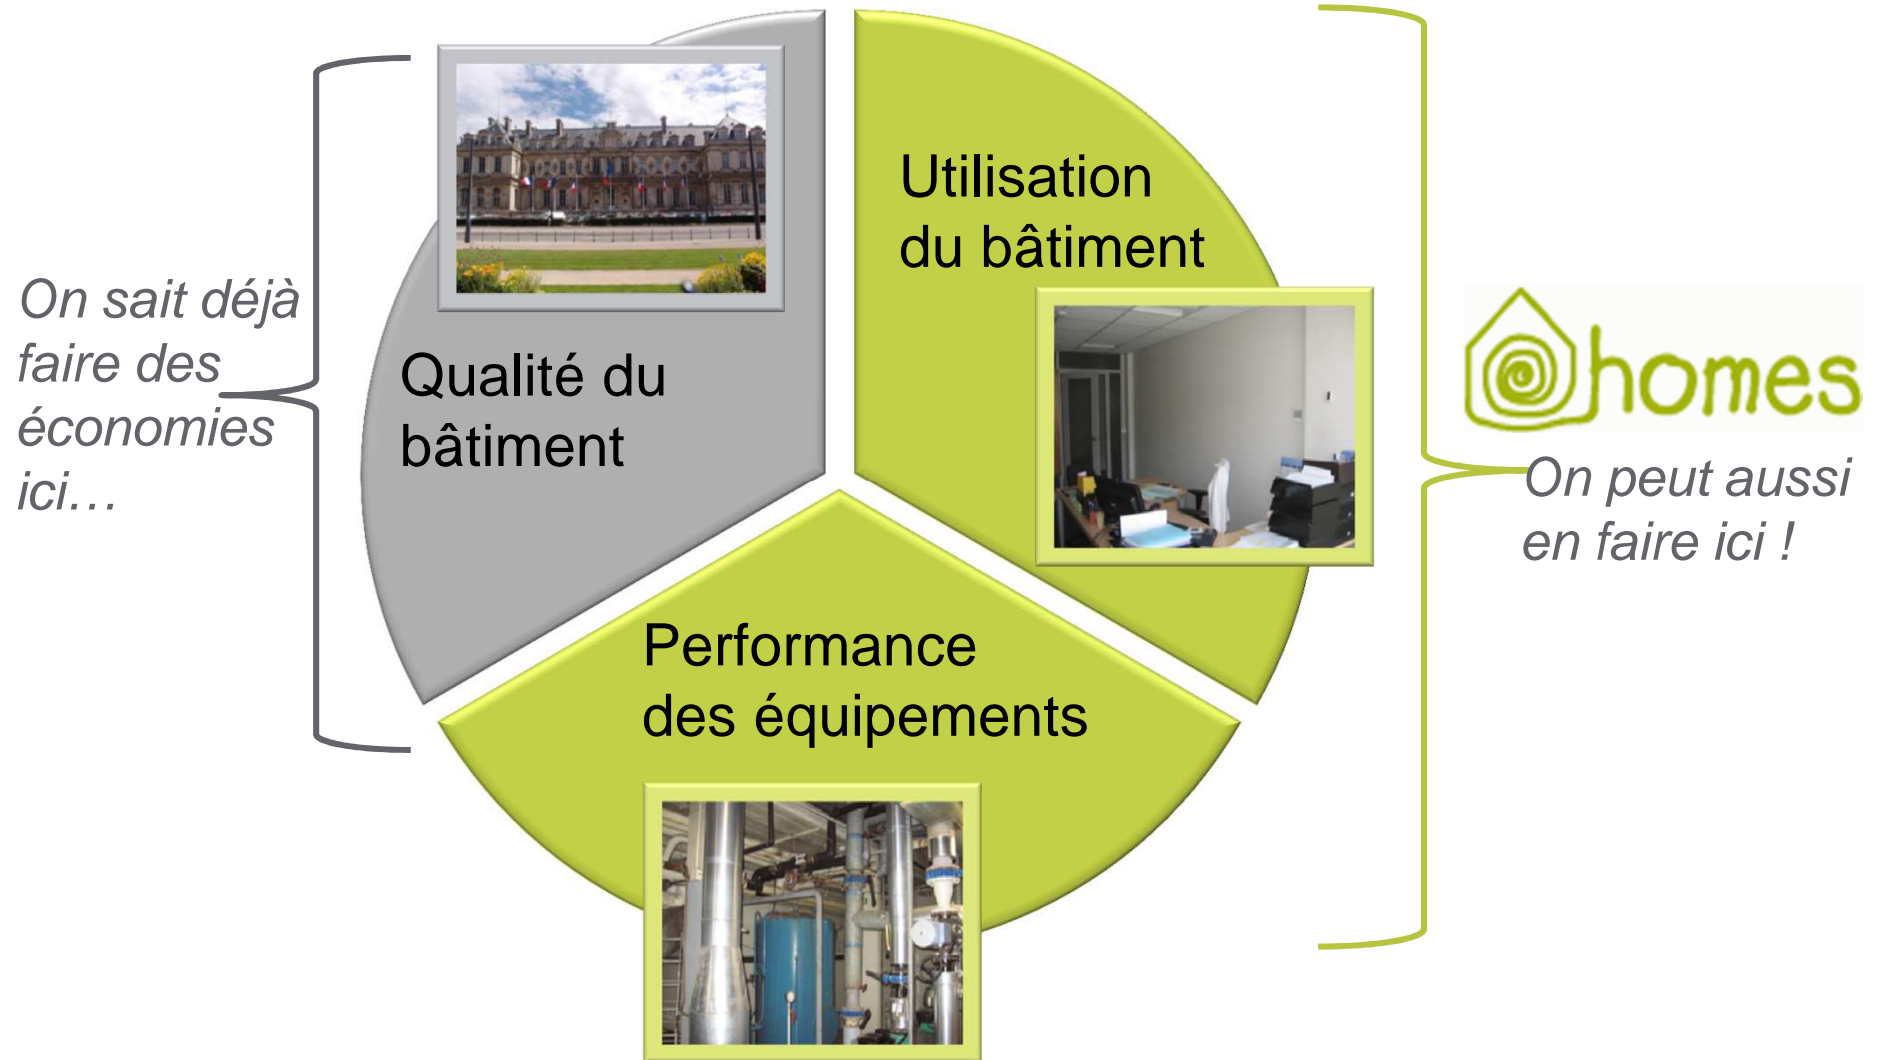 On sait déjà
faire des
économies
ici…
Qualité du
bâtiment
Utilisation
du bâtiment
Performance
des équipements
homes
On peut aussi
en faire ici !